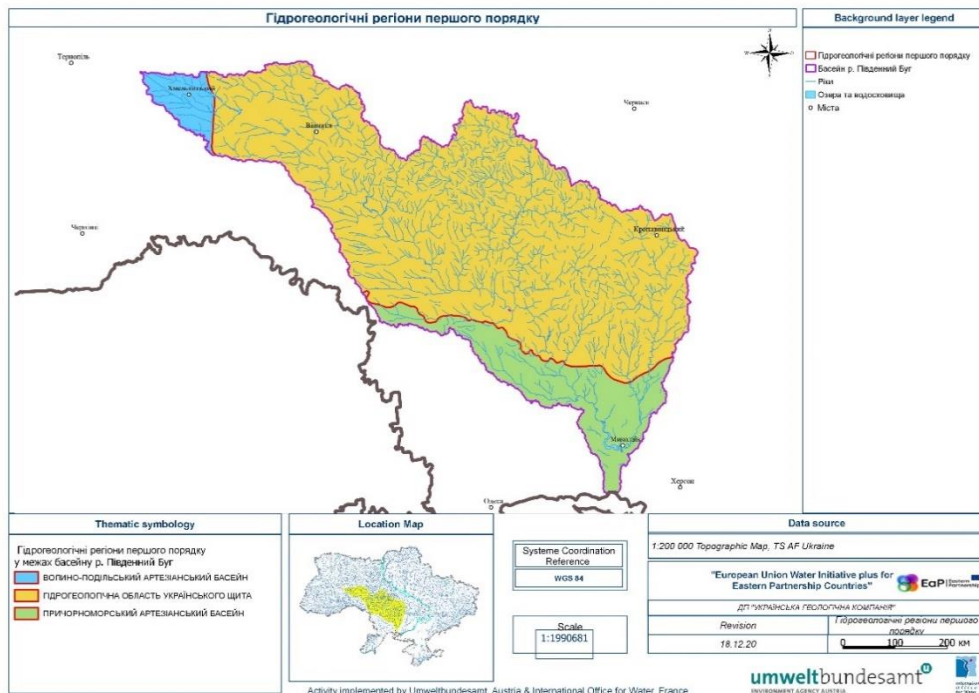 Гідрогеологічні регіони першого порядку
Background layer legend
Гідрогеологічні регіони першого порядку
Басейн р. Південний Буг
Ріки
Озера та водосховища
Міста
Тернопіль
Хмельницький
Вінниця
Черкаси
Чернівці
Кропивницький
Миколаїв
Одеса
Херсон
Thematic symbology
Гідрогеологічні регіони першого порядку
у межах басейну р. Південний Буг
ВОЛИНО-ПОДІЛЬСЬКИЙ АРТЕЗІАНСЬКИЙ БАСЕЙН
ГІДРОГЕОЛОГІЧНА ОБЛАСТЬ УКРАЇНСЬКОГО ЩИТА
ПРИЧОРНОМОРСЬКИЙ АРТЕЗІАНСЬКИЙ БАСЕЙН
Location Map
Systeme Coordination
Reference
WGS 84
Scale
1:1990681
Data source
1:200 000 Topographic Map, TS AF Ukraine
"European Union Water Initiative plus for
Eastern Partnership Countries"
EaP Eastern
Partnership
ДП "УКРАЇНСЬКА ГЕОЛОГІЧНА КОМПАНІЯ"
Revision
18.12.20
Гідрогеологічні регіони першого
порядку
0 100 200 км
umweltbundesamt
ENVIRONMENT AGENCY AUSTRIA
Activity implemented by Umweltbundesamt, Austria & International Office for Water, France